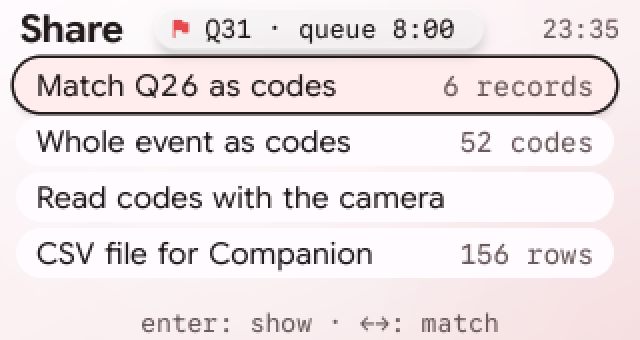 Share Q31 · queue 8:00 23:35
Match Q26 as codes 6 records
Whole event as codes 52 codes
Read codes with the camera
CSV file for Companion 156 rows
enter: show · ↔: match